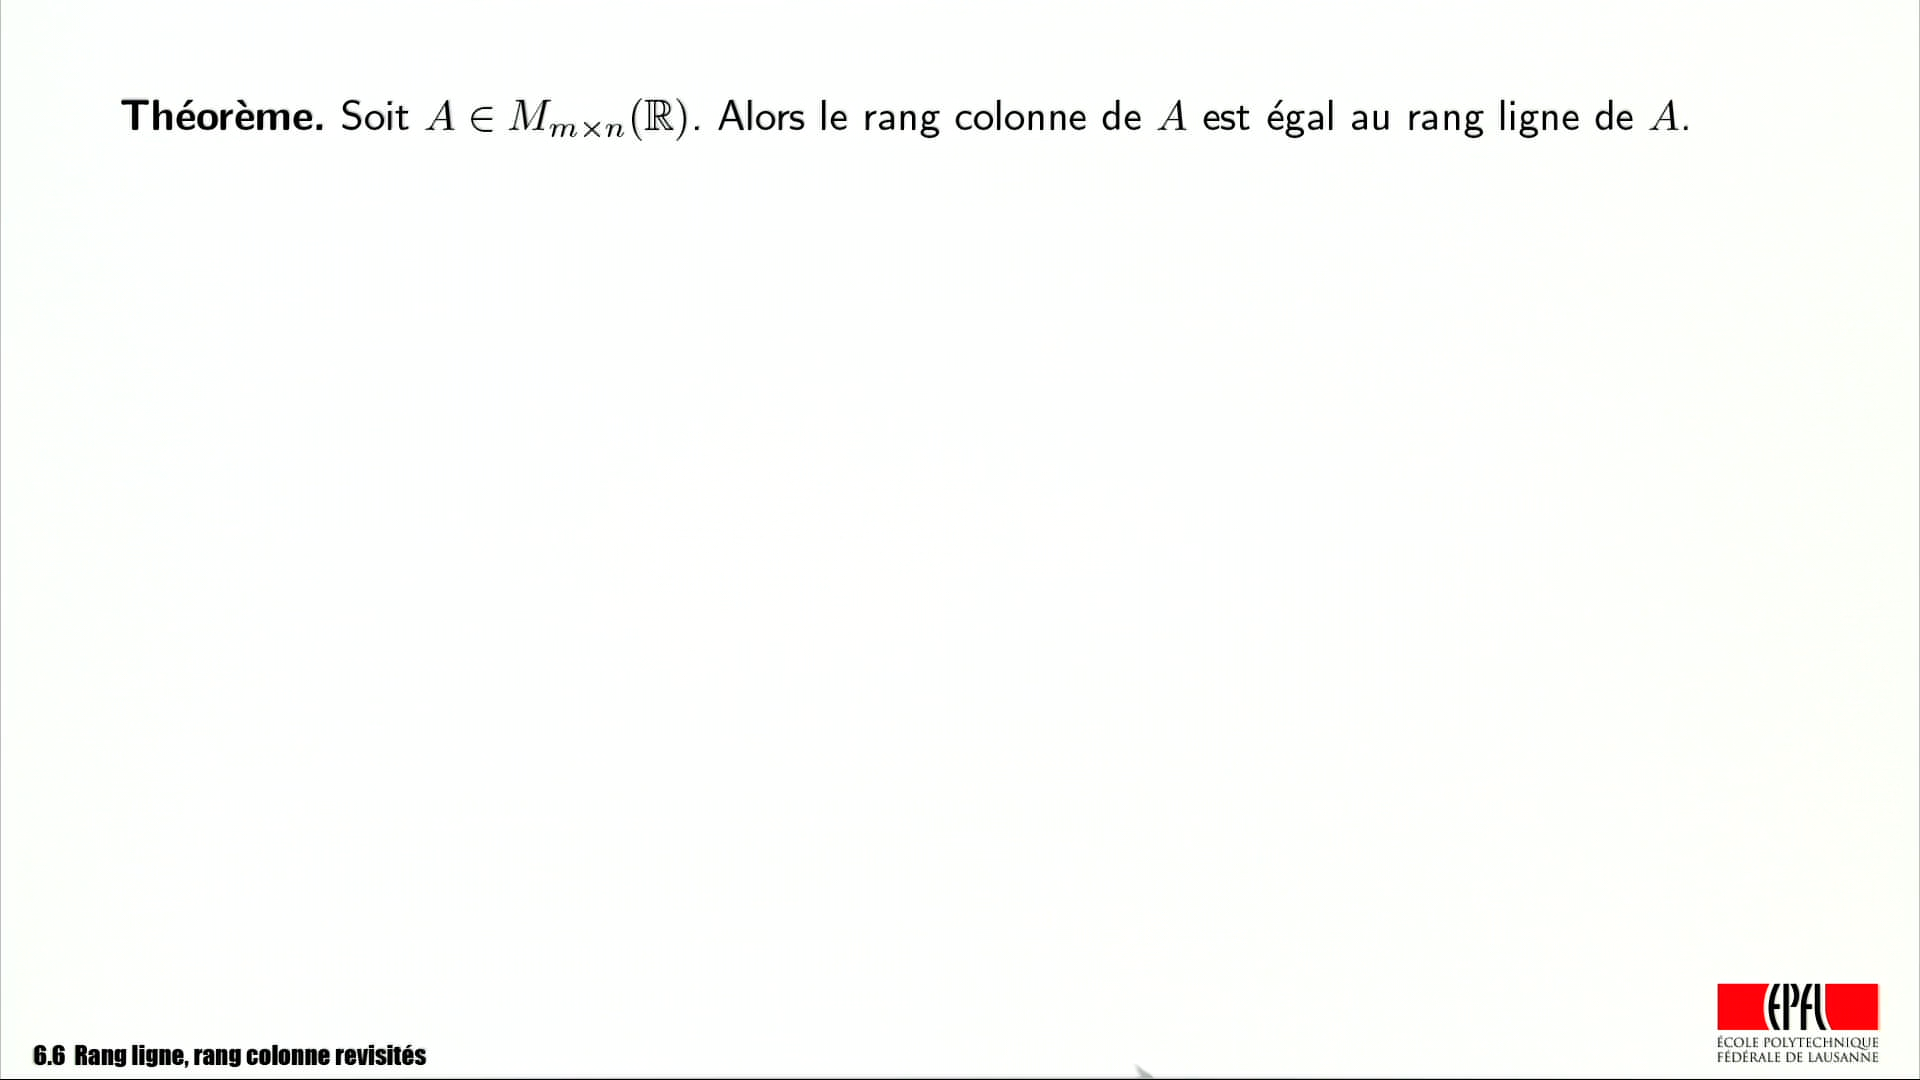 Théorème. Soit A ∈ M_{m×n}(ℝ). Alors le rang colonne de A est égal au rang ligne de A.
EPFL
ÉCOLE POLYTECHNIQUE
FÉDÉRALE DE LAUSANNE
6.6 Rang ligne, rang colonne revisités